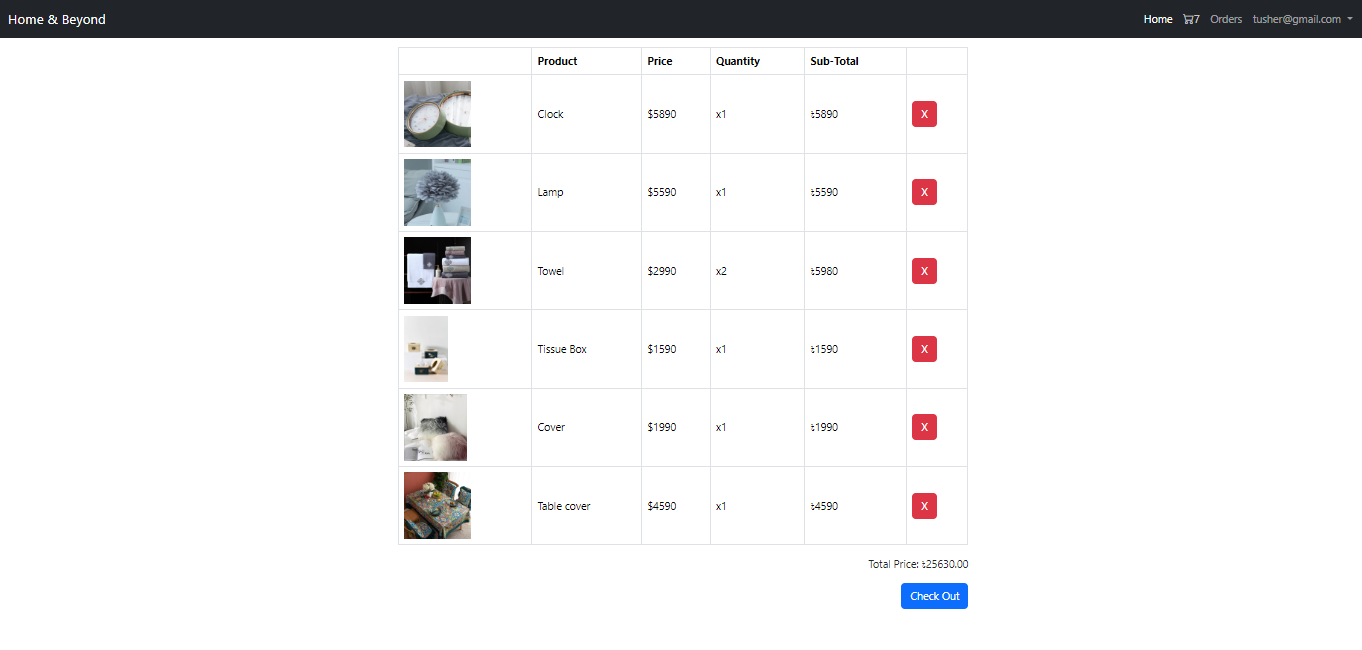 Home & Beyond Home 7 Orders tusher@gmail.com
Product Price Quantity Sub-Total
Clock $5890 x1 ৳5890 X
Lamp $5590 x1 ৳5590 X
Towel $2990 x2 ৳5980 X
Tissue Box $1590 x1 ৳1590 X
Cover $1990 x1 ৳1990 X
Table cover $4590 x1 ৳4590 X
Total Price: ৳25630.00
Check Out